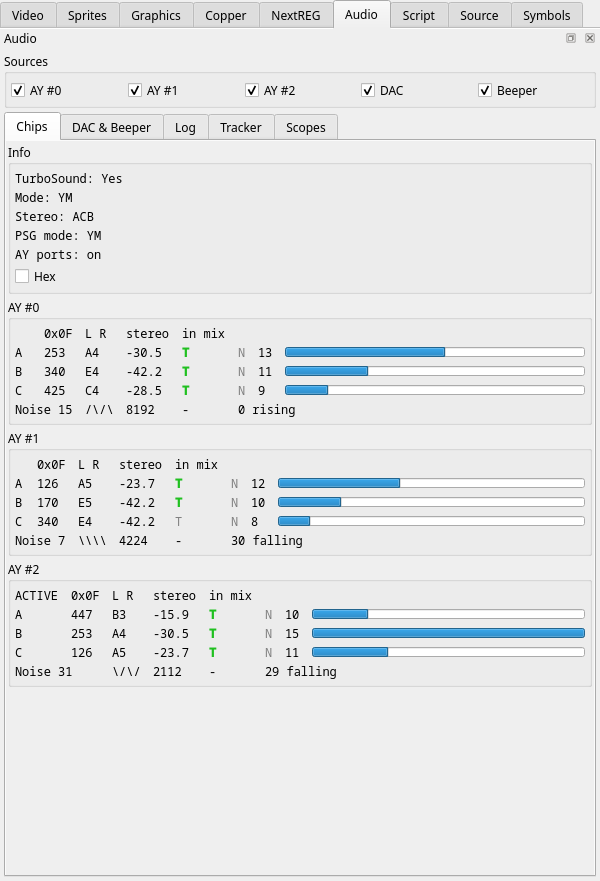 Video Sprites Graphics Copper NextREG Audio Script Source Symbols
Audio
Sources
AY #0 AY #1 AY #2 DAC Beeper
Chips DAC & Beeper Log Tracker Scopes
Info
TurboSound: Yes
Mode: YM
Stereo: ACB
PSG mode: YM
AY ports: on
Hex
AY #0
0x0F L R stereo in mix
A 253 A4 -30.5 T N 13
B 340 E4 -42.2 T N 11
C 425 C4 -28.5 T N 9
Noise 15 /\/\ 8192 - 0 rising
AY #1
0x0F L R stereo in mix
A 126 A5 -23.7 T N 12
B 170 E5 -42.2 T N 10
C 340 E4 -42.2 T N 8
Noise 7 \\\\ 4224 - 30 falling
AY #2
ACTIVE 0x0F L R stereo in mix
A 447 B3 -15.9 T N 10
B 253 A4 -30.5 T N 15
C 126 A5 -23.7 T N 11
Noise 31 \/\/ 2112 - 29 falling